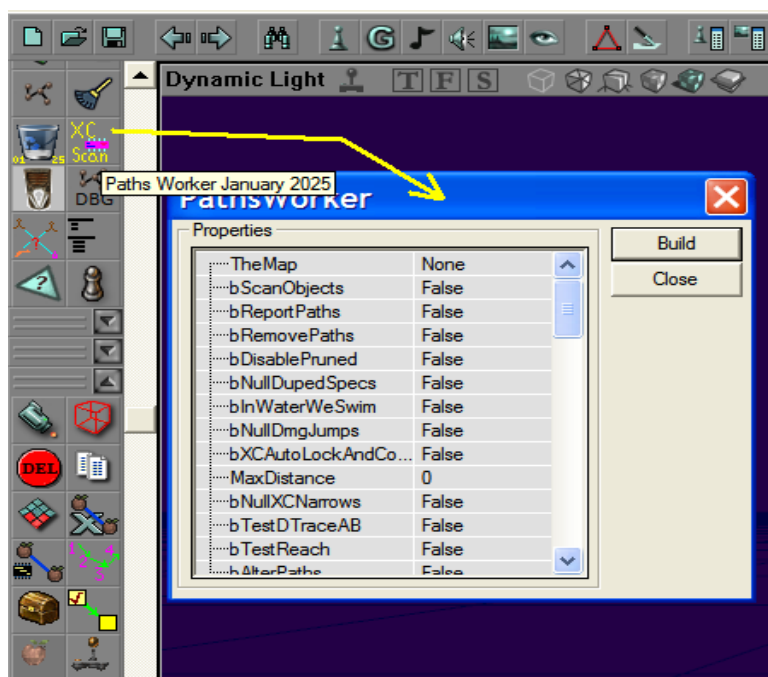 G
Dynamic Light
T F S
XC
Scan
01 25
Paths Worker January 2025
DBG
PathsWorker
Properties
Build
Close
TheMap None
bScanObjects False
bReportPaths False
bRemovePaths False
bDisablePruned False
bNullDupedSpecs False
bInWaterWeSwim False
bNullDmgJumps False
bXCAutoLockAndCo... False
MaxDistance 0
bNullXCNarrows False
bTestDTraceAB False
bTestReach False
bAlterPaths False
?
?
DEL
1 2 3 4